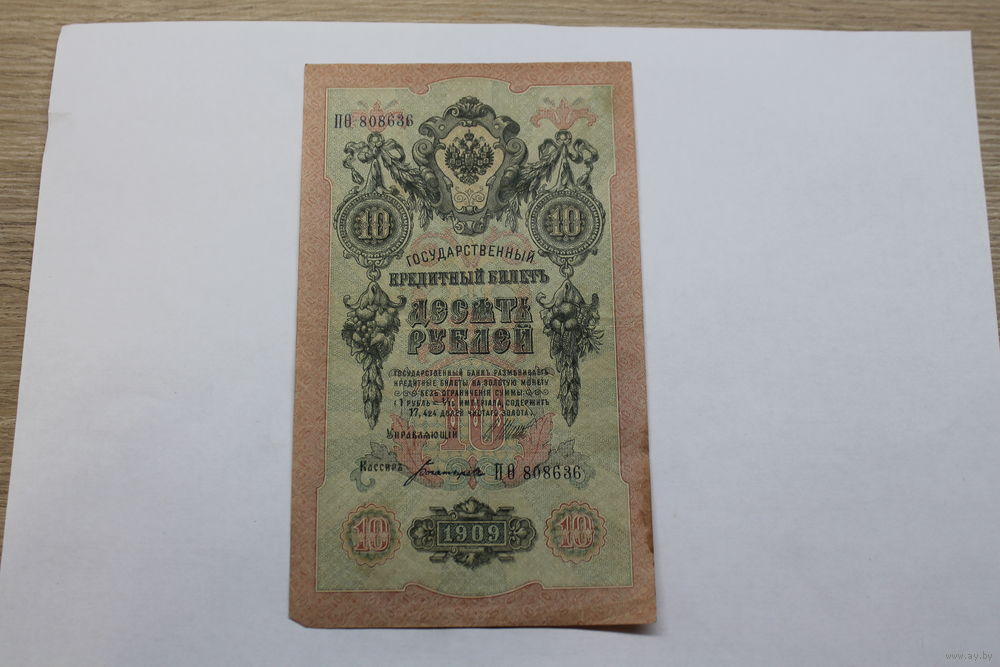 ПѲ 808636
10 10
ГОСУДАРСТВЕННЫЙ
КРЕДИТНЫЙ БИЛЕТЪ
ДЕСЯТЬ
РУБЛЕЙ
ГОСУДАРСТВЕННЫЙ БАНКЪ РАЗМѢНИВАЕТЪ
КРЕДИТНЫЕ БИЛЕТЫ НА ЗОЛОТУЮ МОНЕТУ
БЕЗЪ ОГРАНИЧЕНІЯ СУММЫ
(1 РУБЛЬ = 1/15 ИМПЕРІАЛА, СОДЕРЖИТЪ
17,424 ДОЛЕЙ ЧИСТАГО ЗОЛОТА).
10
УПРАВЛЯЮЩІЙ
КАССИРЪ
ПѲ 808636
10 1909 10
www.ay.by